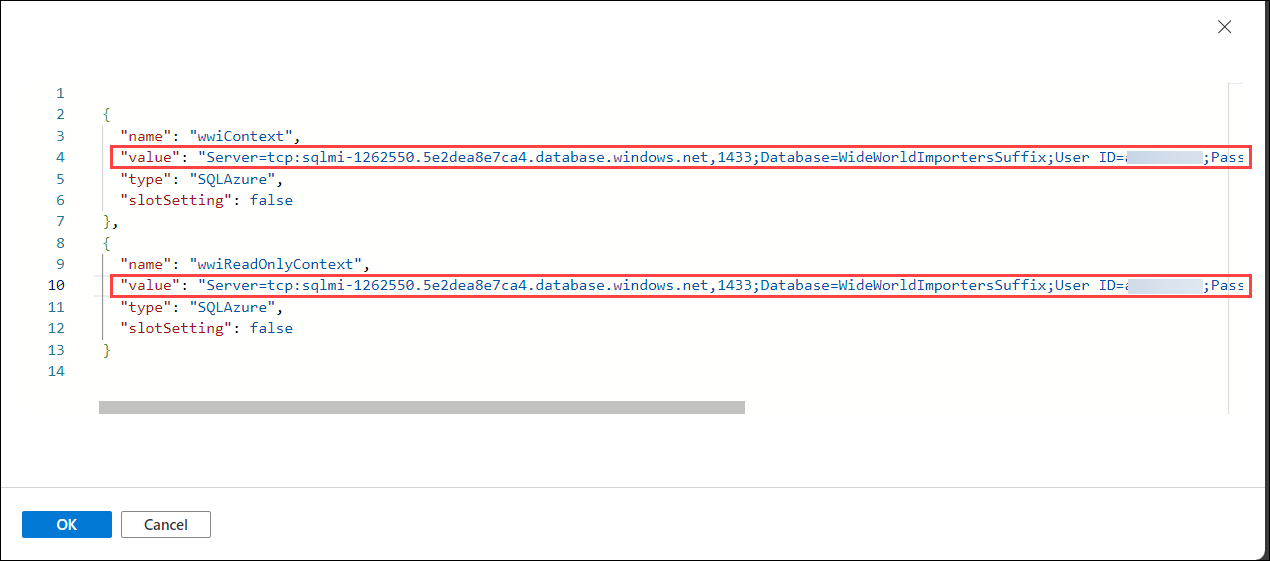 1
2 {
3 "name": "wwiContext",
4 "value": "Server=tcp:sqlmi-1262550.5e2dea8e7ca4.database.windows.net,1433;Database=WideWorldImportersSuffix;User ID=a ;Pass
5 "type": "SQLAzure",
6 "slotSetting": false
7 },
8 {
9 "name": "wwiReadOnlyContext",
10 "value": "Server=tcp:sqlmi-1262550.5e2dea8e7ca4.database.windows.net,1433;Database=WideWorldImportersSuffix;User ID=a ;Pass
11 "type": "SQLAzure",
12 "slotSetting": false
13 }
14
OK Cancel